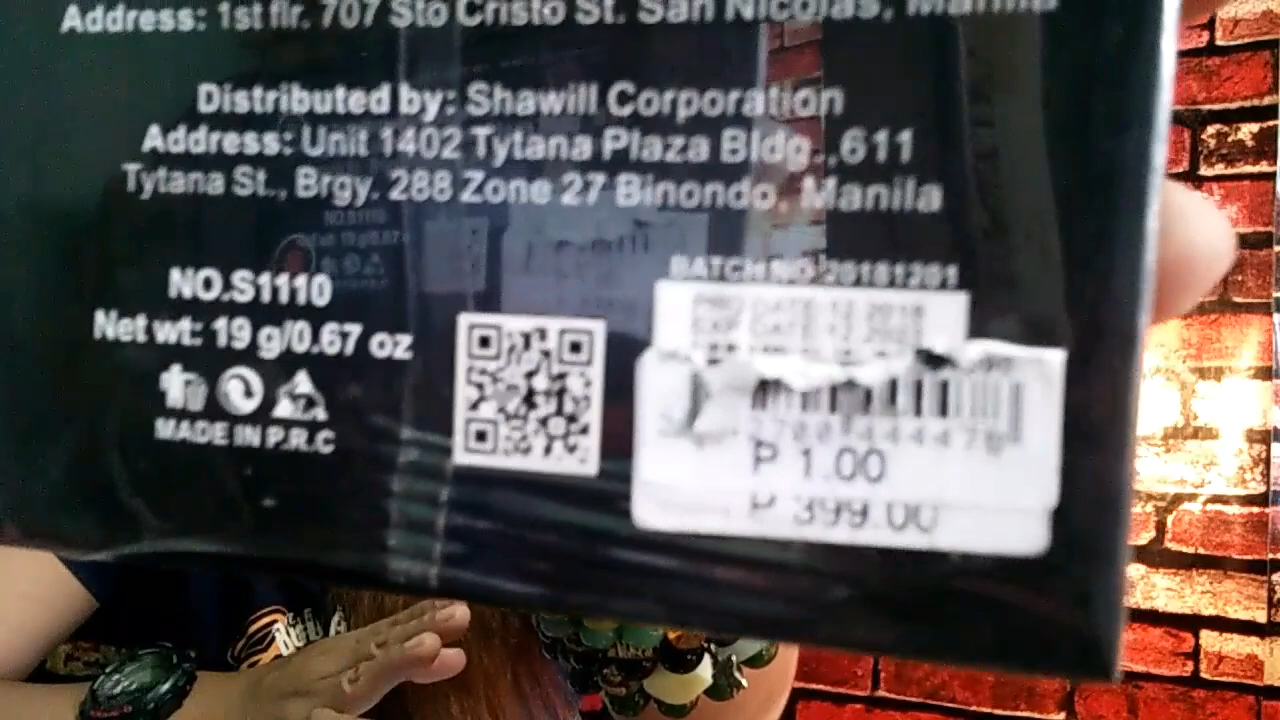 Address: 1st flr. 707 Sto Cristo St. San Nicolas, Manila
Distributed by: Shawill Corporation
Address: Unit 1402 Tytana Plaza Bldg.,611
Tytana St., Brgy. 288 Zone 27 Binondo, Manila
BATCH NO 20181201
NO.S1110
Net wt: 19 g/0.67 oz
MADE IN P.R.C
P 1.00
P 399.00